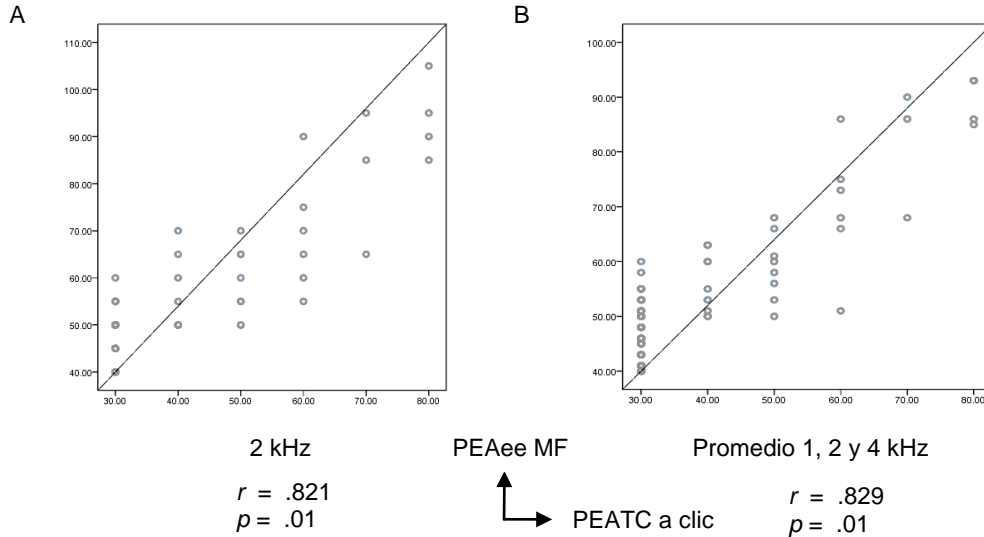 A
B
110.00
100.00
90.00
80.00
70.00
60.00
50.00
40.00
30.00 40.00 50.00 60.00 70.00 80.00
100.00
90.00
80.00
70.00
60.00
50.00
40.00
30.00 40.00 50.00 60.00 70.00 80.00
2 kHz
r = .821
p = .01
PEAee MF
PEATC a clic
Promedio 1, 2 y 4 kHz
r = .829
p = .01